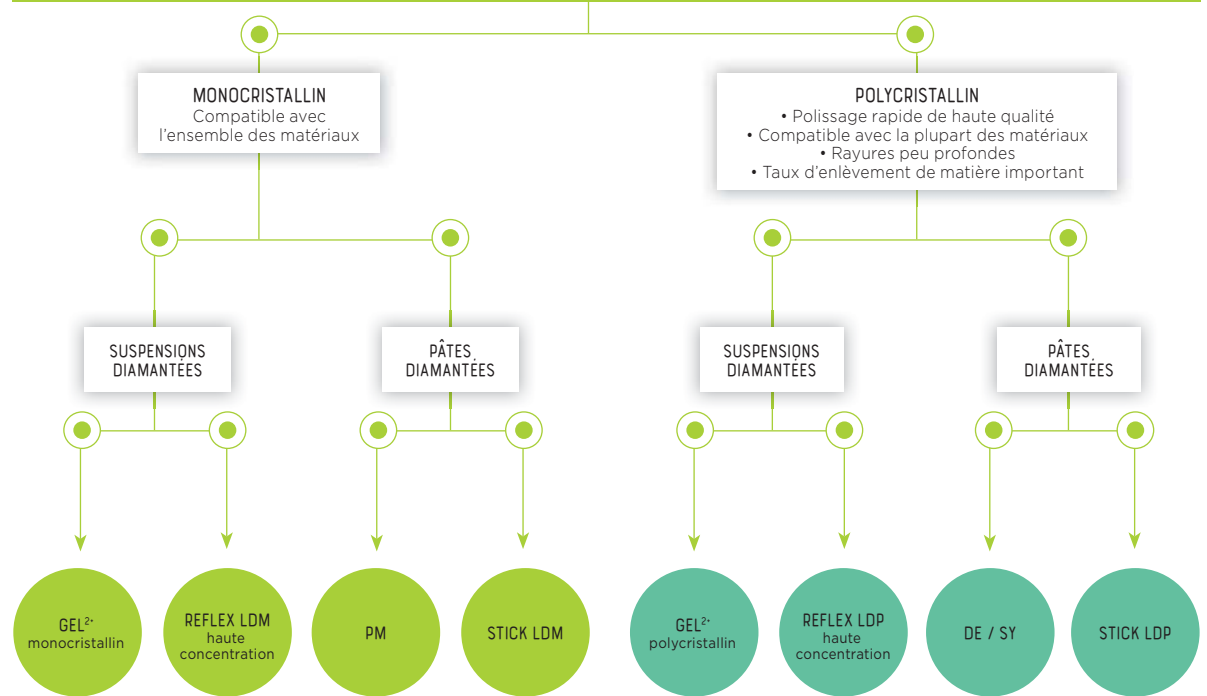 MONOCRISTALLIN
Compatible avec
l'ensemble des matériaux
POLYCRISTALLIN
• Polissage rapide de haute qualité
• Compatible avec la plupart des matériaux
• Rayures peu profondes
• Taux d'enlèvement de matière important
SUSPENSIONS
DIAMANTÉES
PÂTES
DIAMANTÉES
SUSPENSIONS
DIAMANTÉES
PÂTES
DIAMANTÉES
GEL²⁺
monocristallin
REFLEX LDM
haute
concentration
PM
STICK LDM
GEL²⁺
polycristallin
REFLEX LDP
haute
concentration
DE / SY
STICK LDP